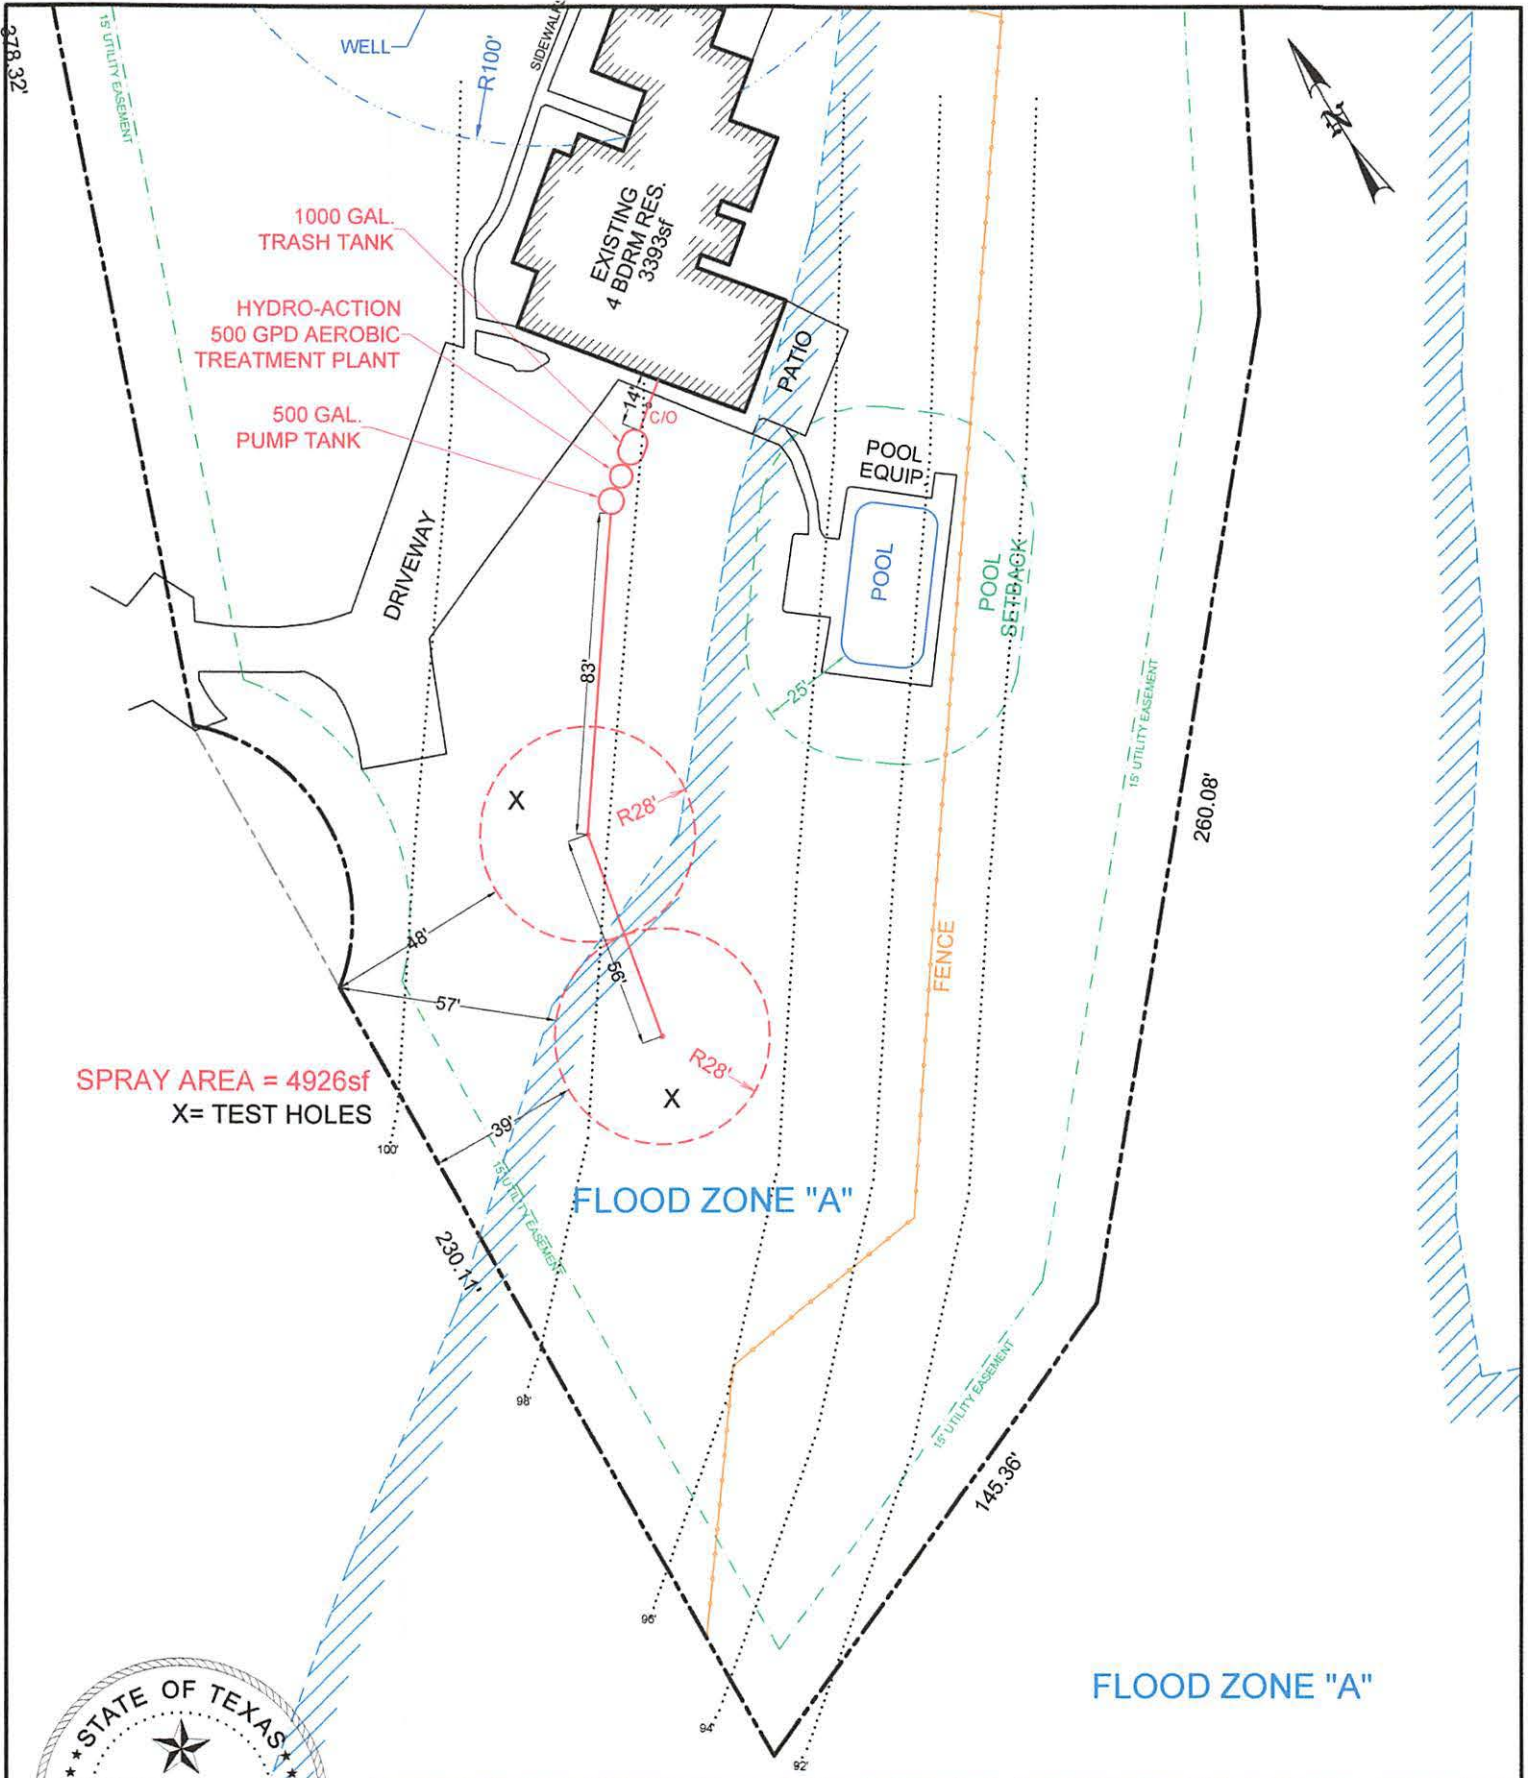 378.32'
15' UTILITY EASEMENT
WELL
R100'
SIDEWALK
N
1000 GAL.
TRASH TANK
HYDRO-ACTION
500 GPD AEROBIC
TREATMENT PLANT
500 GAL.
PUMP TANK
EXISTING
4 BDRM RES.
3393sf
PATIO
14'
C/O
POOL
EQUIP.
POOL
POOL
SETBACK
25'
DRIVEWAY
83'
15' UTILITY EASEMENT
260.08'
X
R28'
FENCE
48'
57'
56'
R28'
X
SPRAY AREA = 4926sf
X= TEST HOLES
39'
100'
15' UTILITY EASEMENT
FLOOD ZONE "A"
230.11'
98'
15' UTILITY EASEMENT
145.36'
96'
94'
92'
FLOOD ZONE "A"
STATE OF TEXAS